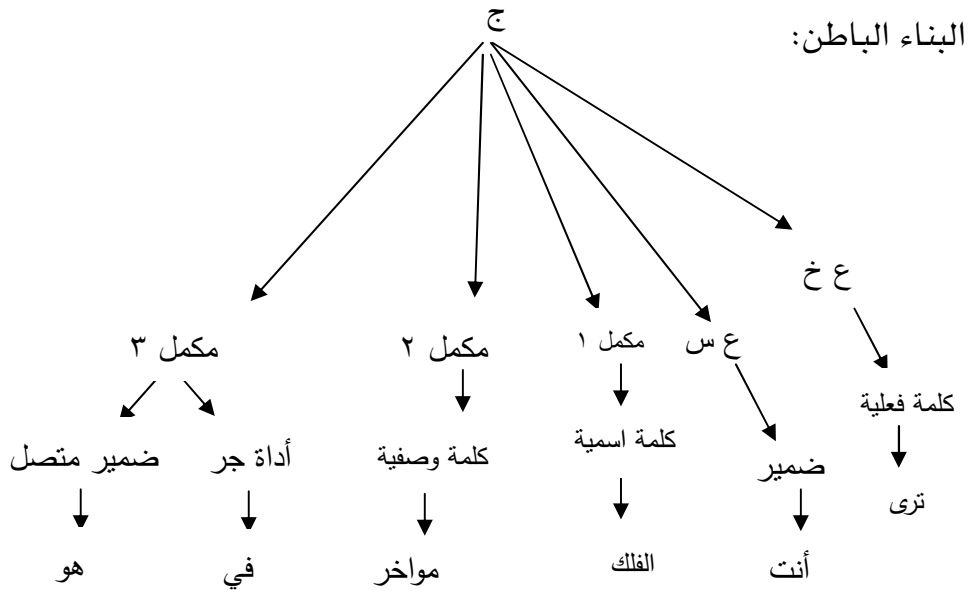 البناء الباطن:
ج
ع خ
ع س
مكمل ١
مكمل ٢
مكمل ٣
كلمة فعلية
ضمير
كلمة اسمية
كلمة وصفية
أداة جر
ضمير متصل
ترى
أنت
الفلك
مواخر
في
هو